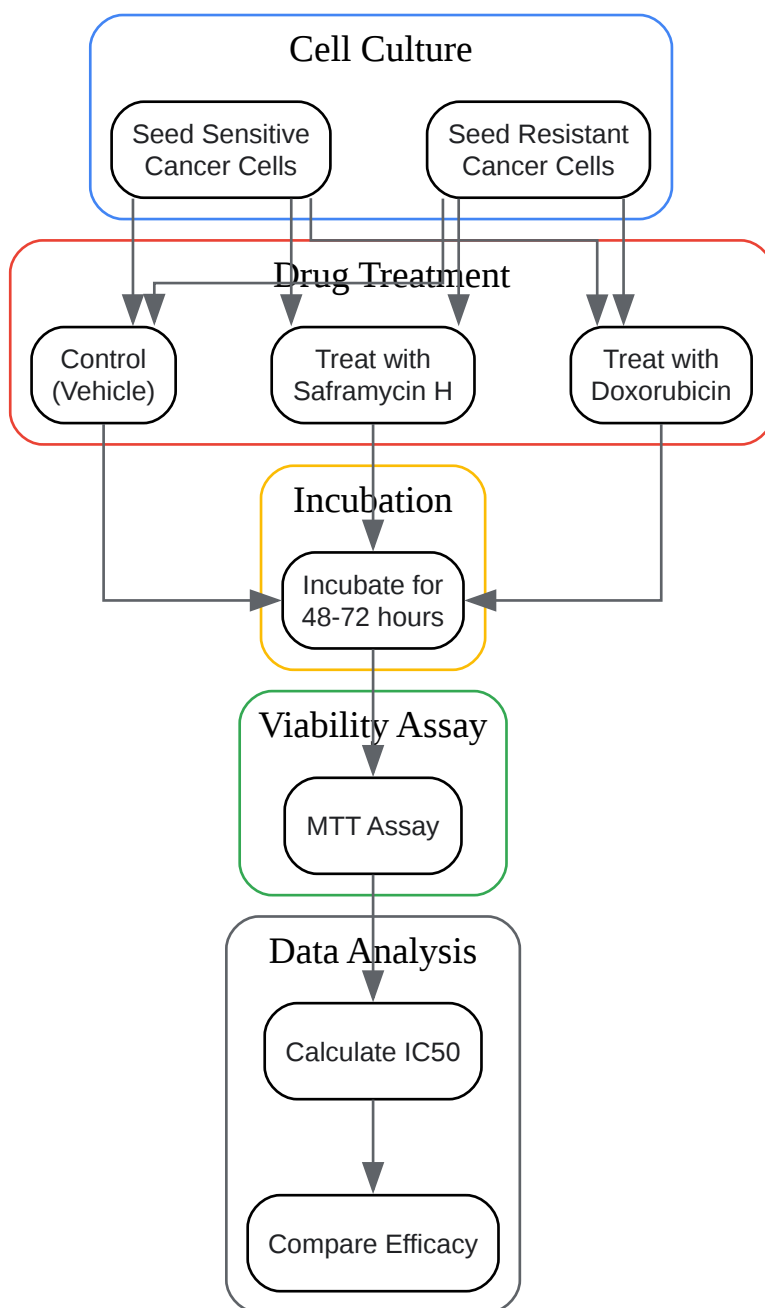 Cell Culture
Seed Sensitive
Cancer Cells
Seed Resistant
Cancer Cells
Drug Treatment
Control
(Vehicle)
Treat with
Saframycin H
Treat with
Doxorubicin
Incubation
Incubate for
48-72 hours
Viability Assay
MTT Assay
Data Analysis
Calculate IC50
Compare Efficacy